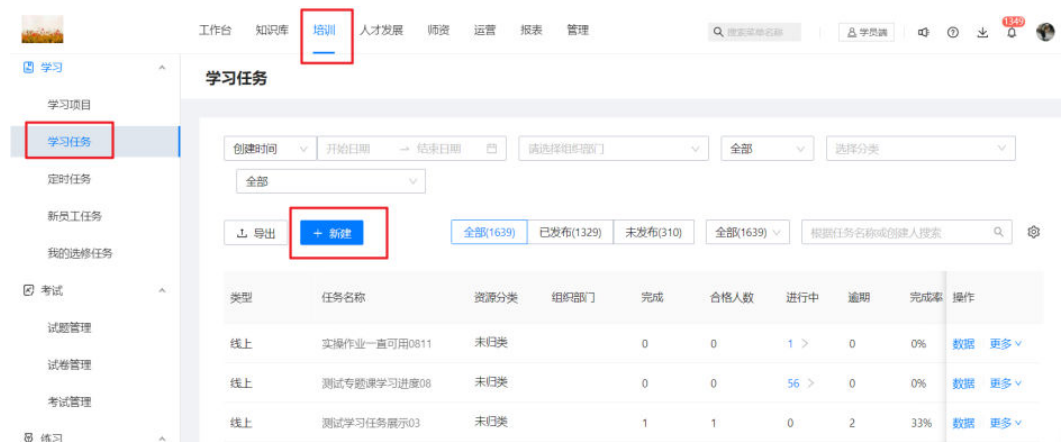 工作台 知识库 培训 人才发展 师资 运营 报表 管理 搜索菜单名称 学员端 1349
学习
学习项目
学习任务
定时任务
新员工任务
我的选修任务
考试
试题管理
试卷管理
考试管理
练习
学习任务
创建时间 开始日期 → 结束日期 请选择组织部门 全部 选择分类
全部
导出 + 新建 全部(1639) 已发布(1329) 未发布(310) 全部(1639) 根据任务名称或创建人搜索
类型 任务名称 资源分类 组织部门 完成 合格人数 进行中 逾期 完成率 操作
线上 实操作业一直可用0811 未归类 0 0 1 > 0 0% 数据 更多
线上 测试专题课学习进度08 未归类 0 0 56 > 0 0% 数据 更多
线上 测试学习任务展示03 未归类 1 1 0 2 33% 数据 更多